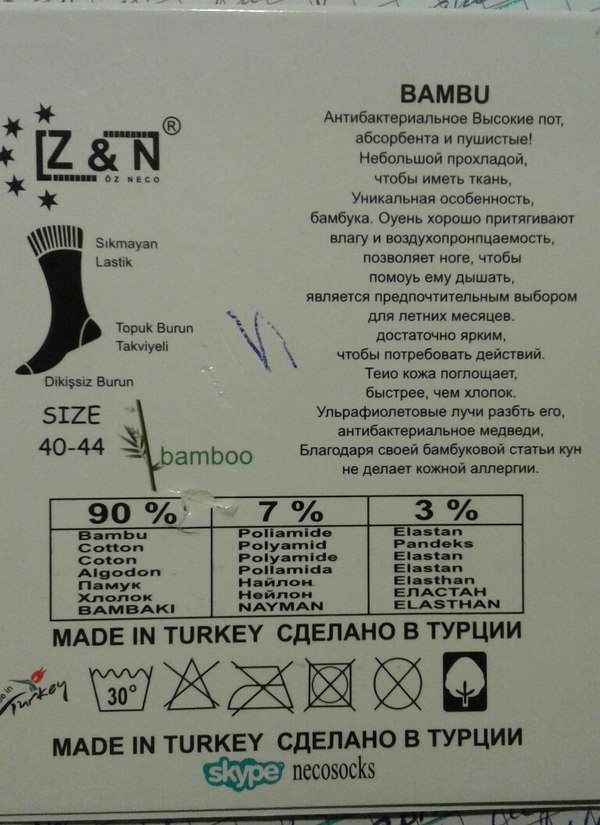 BAMBU
Антибактериальное Высокие пот,
абсорбента и пушистые!
Небольшой прохладой,
чтобы иметь ткань,
Уникальная особенность,
бамбука. Оуень хорошо притягивают
влагу и воздухопронпцаемость,
позволяет ноге, чтобы
помоуь ему дышать,
является предпочтительным выбором
для летних месяцев.
достаточно ярким,
чтобы потребовать действий.
Теио кожа поглощает,
быстрее, чем хлопок.
Ульрафиолетовые лучи разбть его,
антибактериальное медведи,
Благодаря своей бамбуковой статьи кун
не делает кожной аллергии.
Z & N ®
ÖZ NECO
Sıkmayan
Lastik
Topuk Burun
Takviyeli
Dikişsiz Burun
SIZE
40-44
bamboo
90 % 7 % 3 %
Bambu Poliamide Elastan
Cotton Polyamid Pandeks
Coton Polyamide Elastan
Algodon Poliamida Elastan
Памук Найлон Elasthan
Хлолок Нейлон ЕЛАСТАН
BAMBAKI NAYMAN ELASTHAN
MADE IN TURKEY СДЕЛАНО В ТУРЦИИ
Turkey
30°
MADE IN TURKEY СДЕЛАНО В ТУРЦИИ
skype necosocks